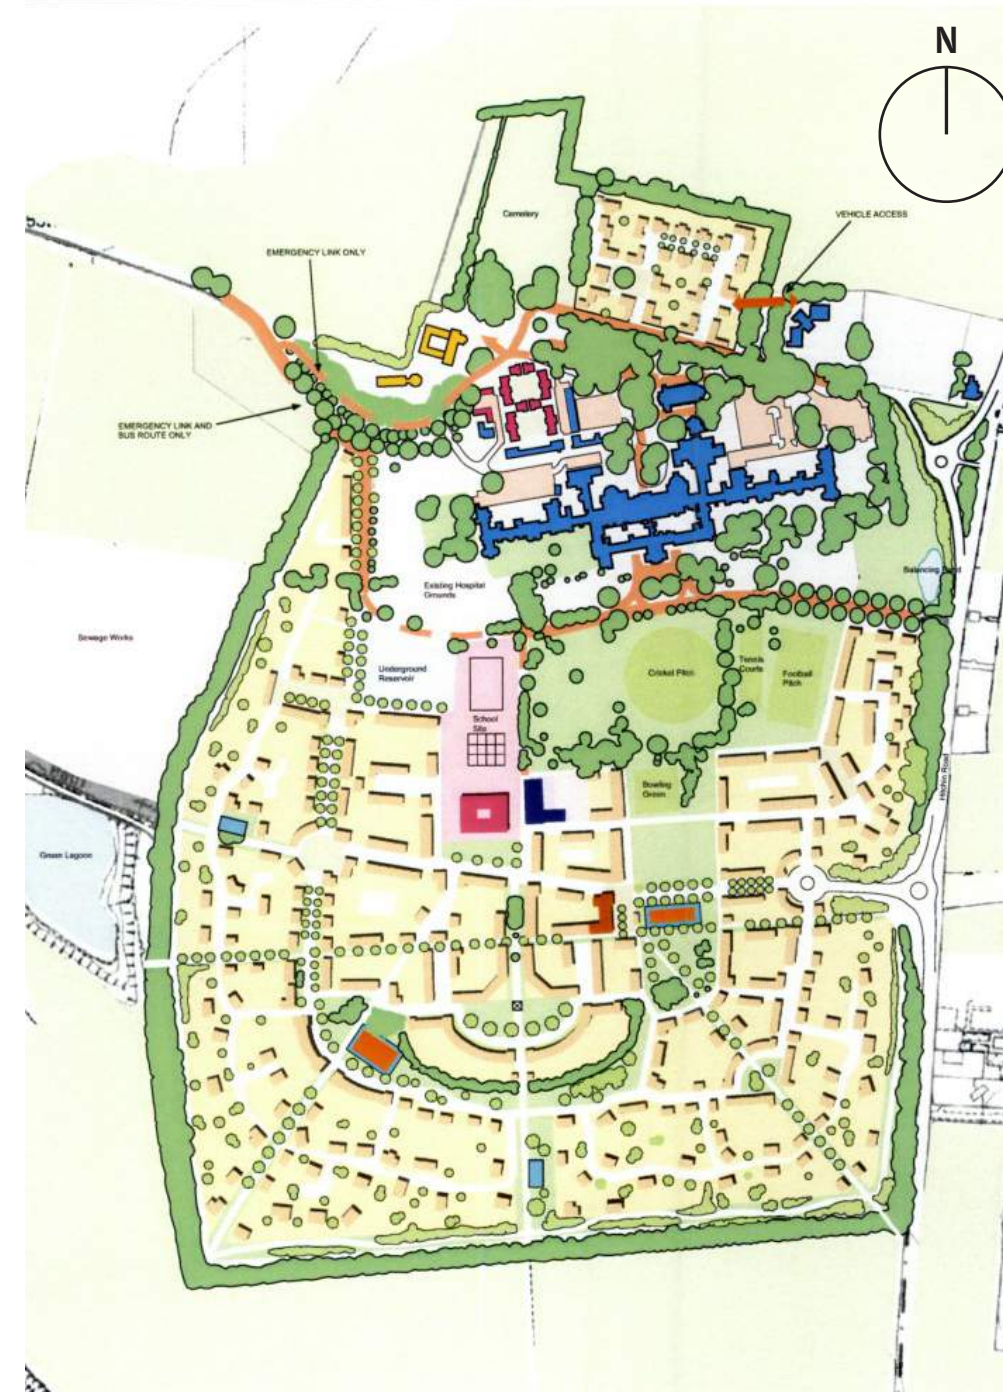 N
VEHICLE ACCESS
Cemetery
EMERGENCY LINK ONLY
EMERGENCY LINK AND
BUS ROUTE ONLY
Balancing Pond
Existing Hospital
Grounds
Sewage Works
Underground
Reservoir
Cricket Pitch
Tennis
Courts
Football
Pitch
School
Site
Bowling
Green
Hitchin Road
Green Lagoon